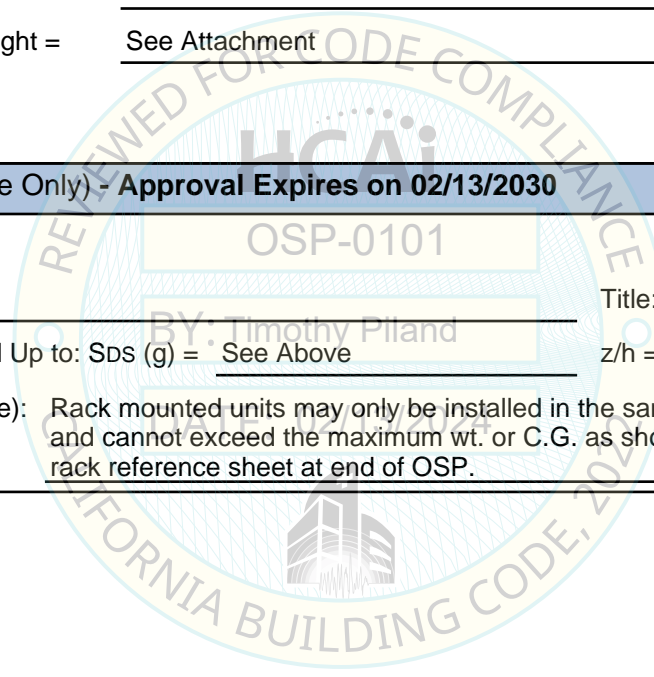 ght = See Attachment
REVIEWED FOR CODE COMPLIANCE
HCAi
e Only) - Approval Expires on 02/13/2030
OSP-0101
Title:
BY: Timothy Piland
l Up to: SDS (g) = See Above z/h =
e): Rack mounted units may only be installed in the sar
DATE: 02/13/2024
and cannot exceed the maximum wt. or C.G. as sho
rack reference sheet at end of OSP.
CALIFORNIA BUILDING CODE, 2022